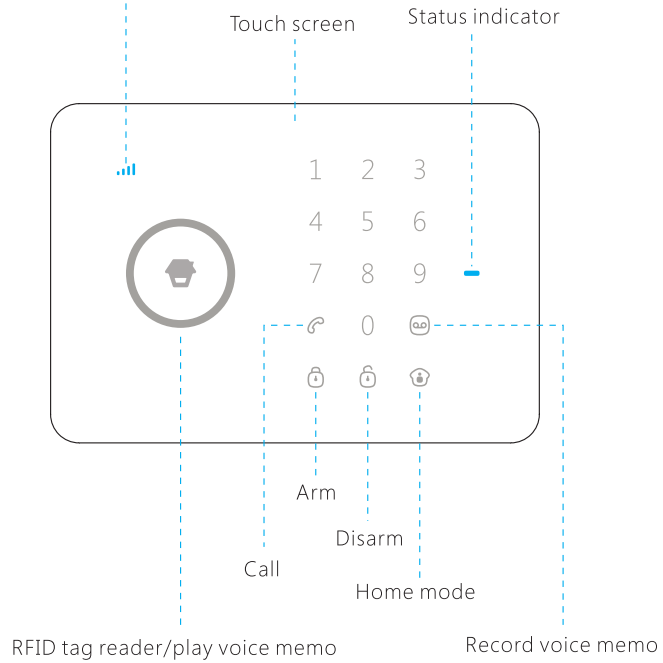 Touch screen
Status indicator
1 2 3
4 5 6
7 8 9
0
Arm
Disarm
Call
Home mode
RFID tag reader/play voice memo
Record voice memo